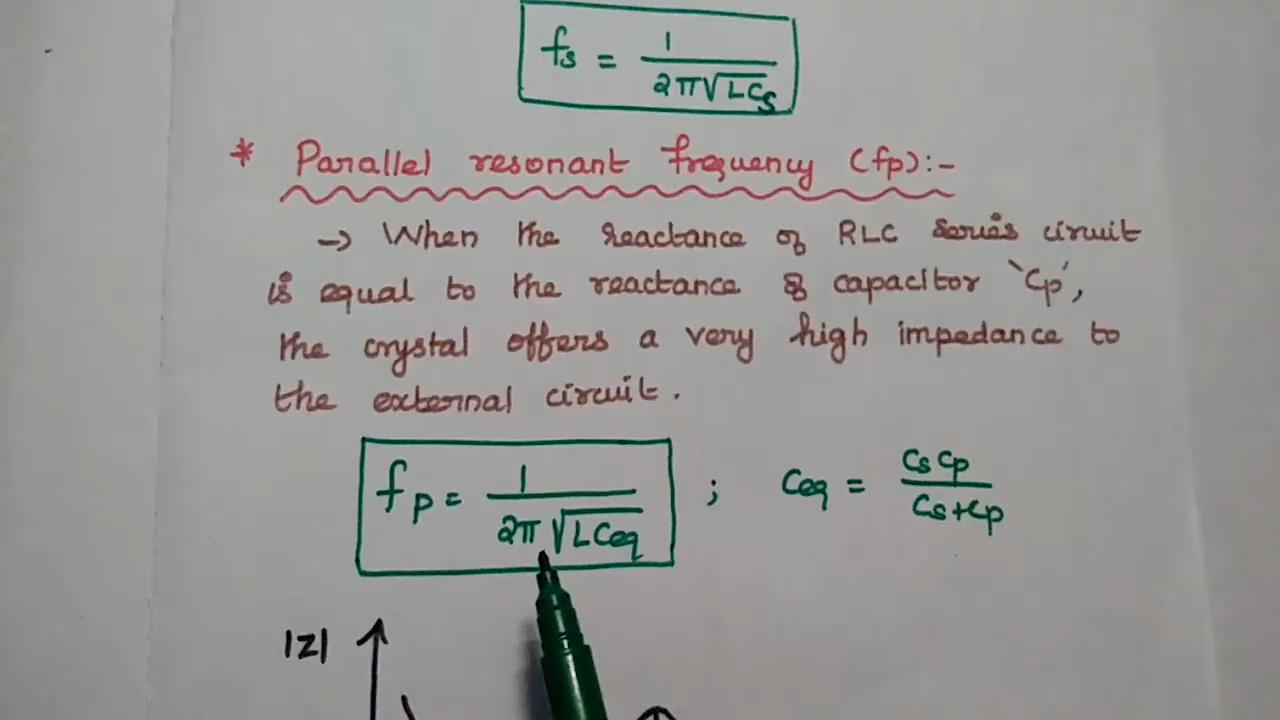 fs = 1 / 2π√LCs
* Parallel resonant frequency (fp):-
→ When the reactance of RLC series circuit
is equal to the reactance of capacitor 'Cp',
the crystal offers a very high impedance to
the external circuit.
fp = 1 / 2π√LCeq ; Ceq = CsCp / Cs+Cp
|Z|